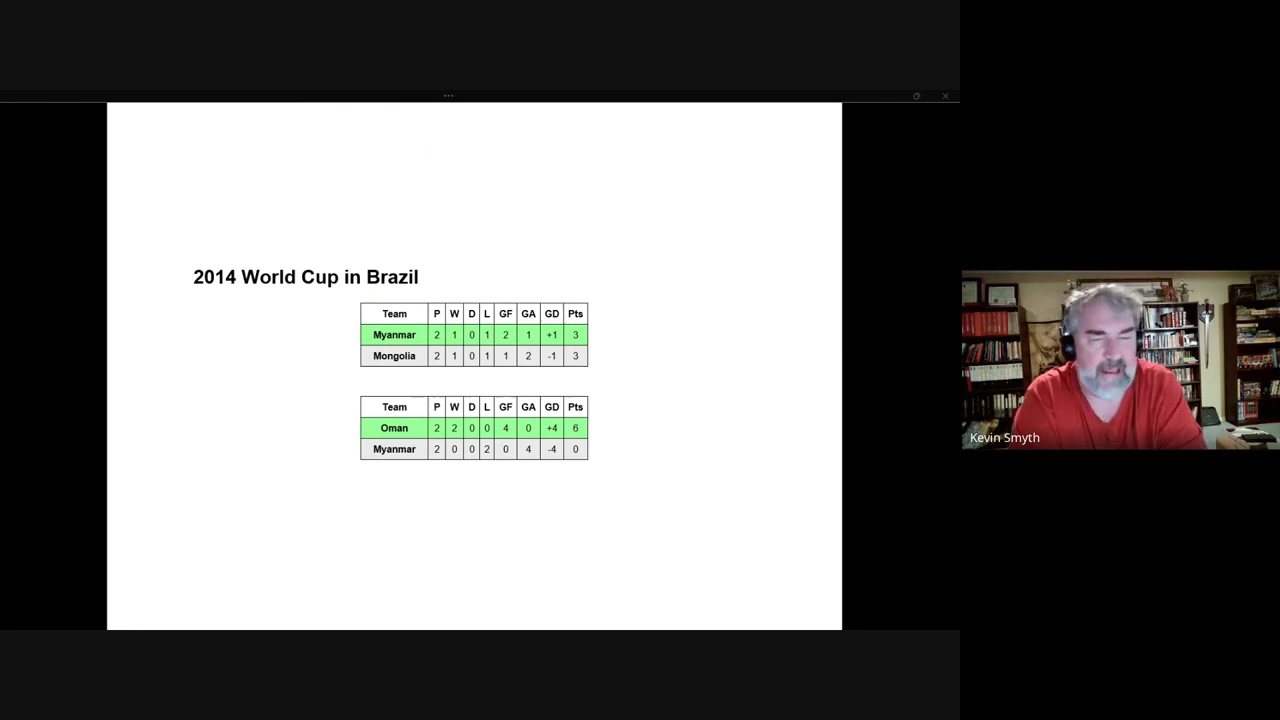 2014 World Cup in Brazil
Team P W D L GF GA GD Pts
Myanmar 2 1 0 1 2 1 +1 3
Mongolia 2 1 0 1 1 2 -1 3
Team P W D L GF GA GD Pts
Oman 2 2 0 0 4 0 +4 6
Myanmar 2 0 0 2 0 4 -4 0
Kevin Smyth